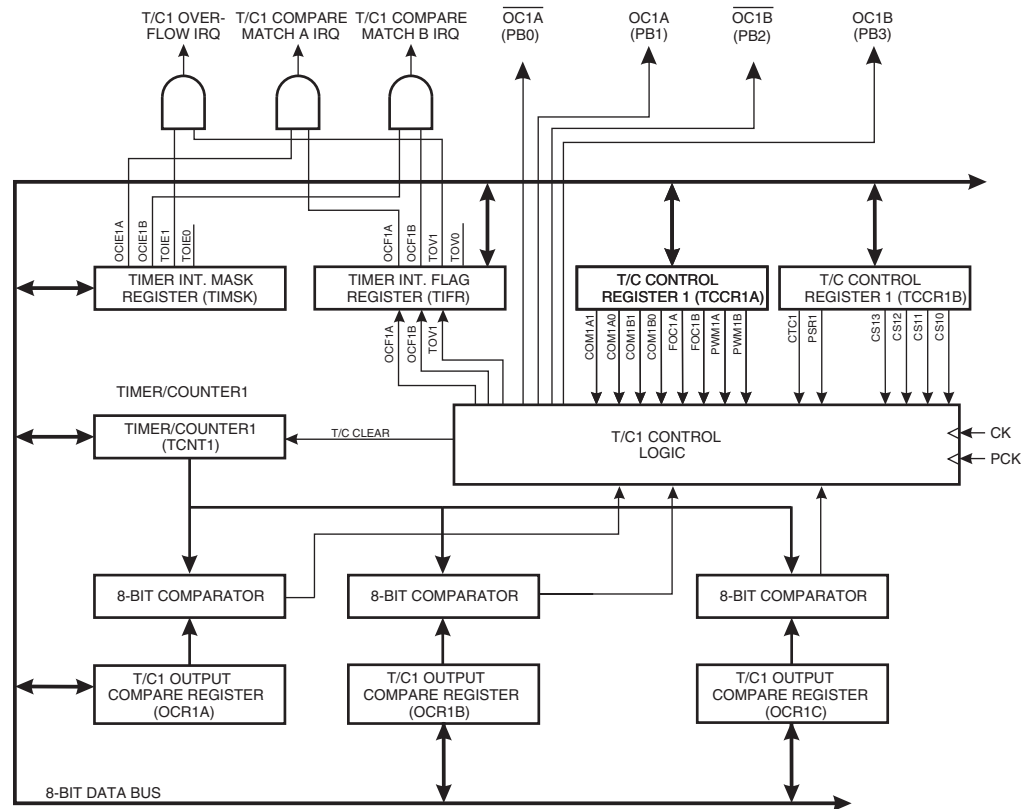 T/C1 OVER-
FLOW IRQ
T/C1 COMPARE
MATCH A IRQ
T/C1 COMPARE
MATCH B IRQ
OC1A
(PB0)
OC1A
(PB1)
OC1B
(PB2)
OC1B
(PB3)
OCIE1A
OCIE1B
TOIE1
TOIE0
OCF1A
OCF1B
TOV1
TOV0
TIMER INT. MASK
REGISTER (TIMSK)
TIMER INT. FLAG
REGISTER (TIFR)
T/C CONTROL
REGISTER 1 (TCCR1A)
T/C CONTROL
REGISTER 1 (TCCR1B)
OCF1A
OCF1B
TOV1
COM1A1
COM1A0
COM1B1
COM1B0
FOC1A
FOC1B
PWM1A
PWM1B
CTC1
PSR1
CS13
CS12
CS11
CS10
TIMER/COUNTER1
TIMER/COUNTER1
(TCNT1)
T/C CLEAR
T/C1 CONTROL
LOGIC
CK
PCK
8-BIT COMPARATOR
8-BIT COMPARATOR
8-BIT COMPARATOR
T/C1 OUTPUT
COMPARE REGISTER
(OCR1A)
T/C1 OUTPUT
COMPARE REGISTER
(OCR1B)
T/C1 OUTPUT
COMPARE REGISTER
(OCR1C)
8-BIT DATA BUS